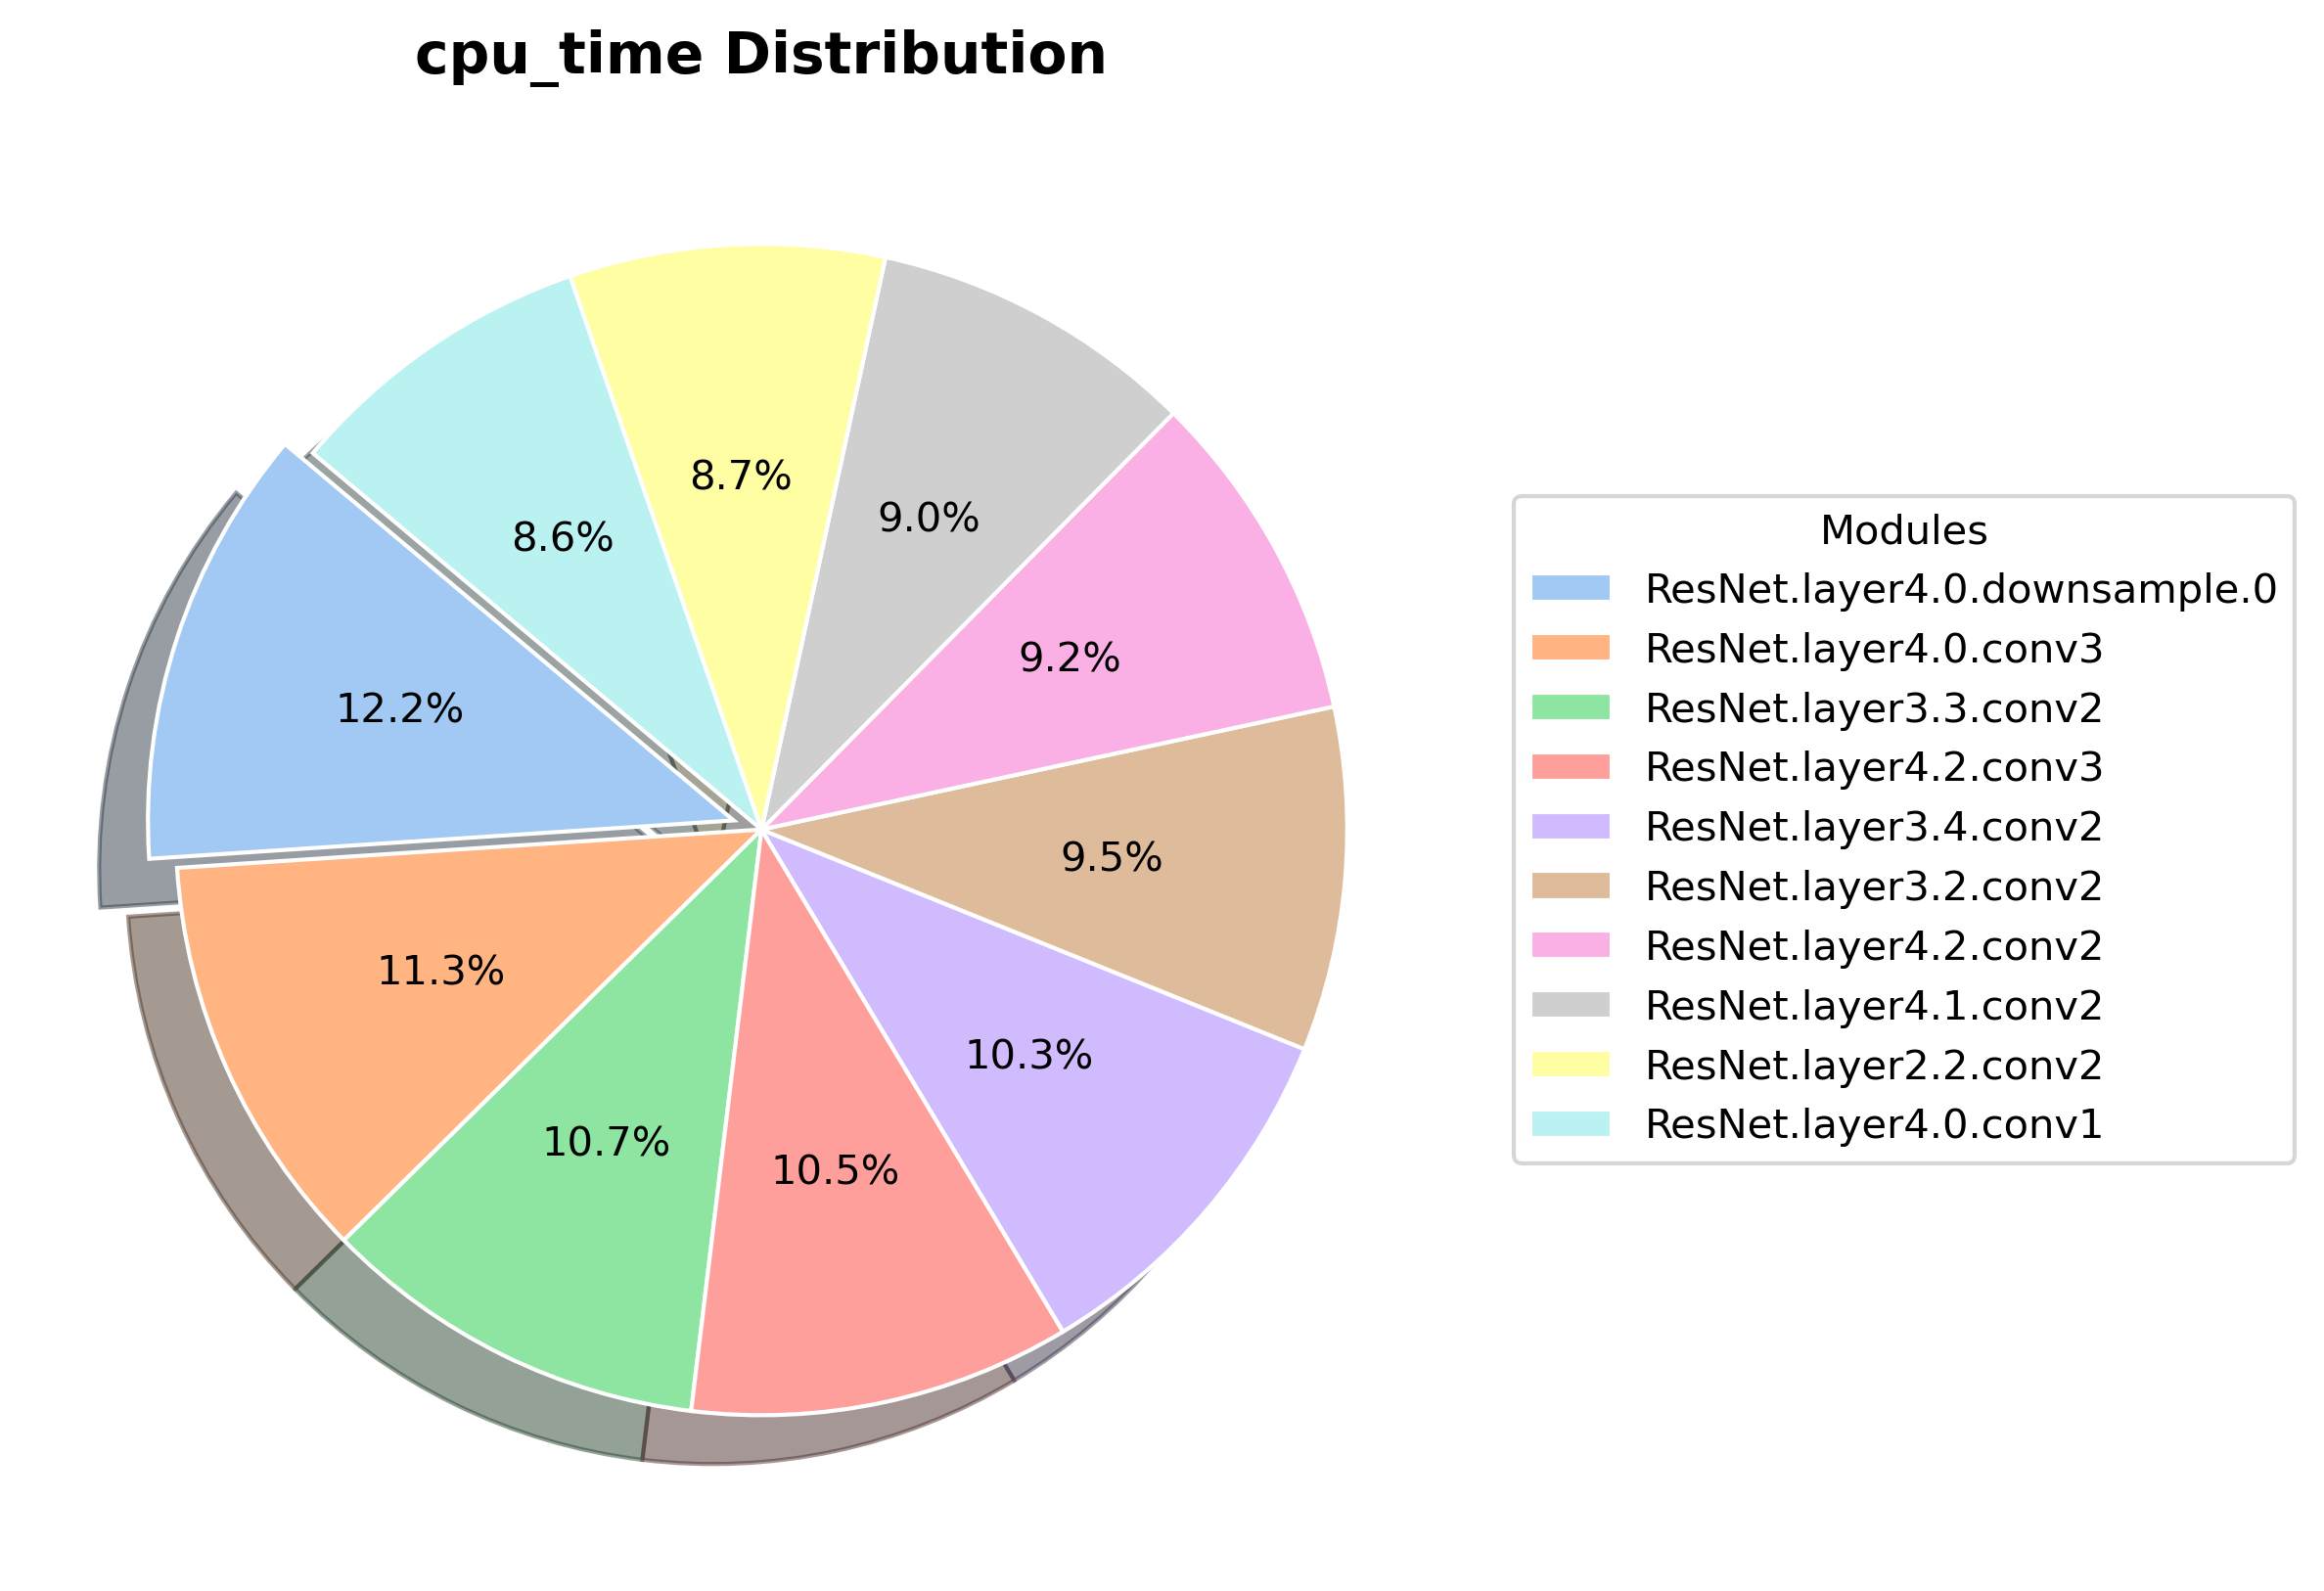 cpu_time Distribution
8.7%
9.0%
8.6%
9.2%
12.2%
9.5%
11.3%
10.3%
10.7%
10.5%
Modules
ResNet.layer4.0.downsample.0
ResNet.layer4.0.conv3
ResNet.layer3.3.conv2
ResNet.layer4.2.conv3
ResNet.layer3.4.conv2
ResNet.layer3.2.conv2
ResNet.layer4.2.conv2
ResNet.layer4.1.conv2
ResNet.layer2.2.conv2
ResNet.layer4.0.conv1